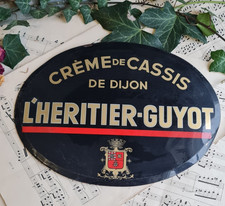 CRÈME DE CASSIS
DE DIJON
L'HERITIER-GUYOT